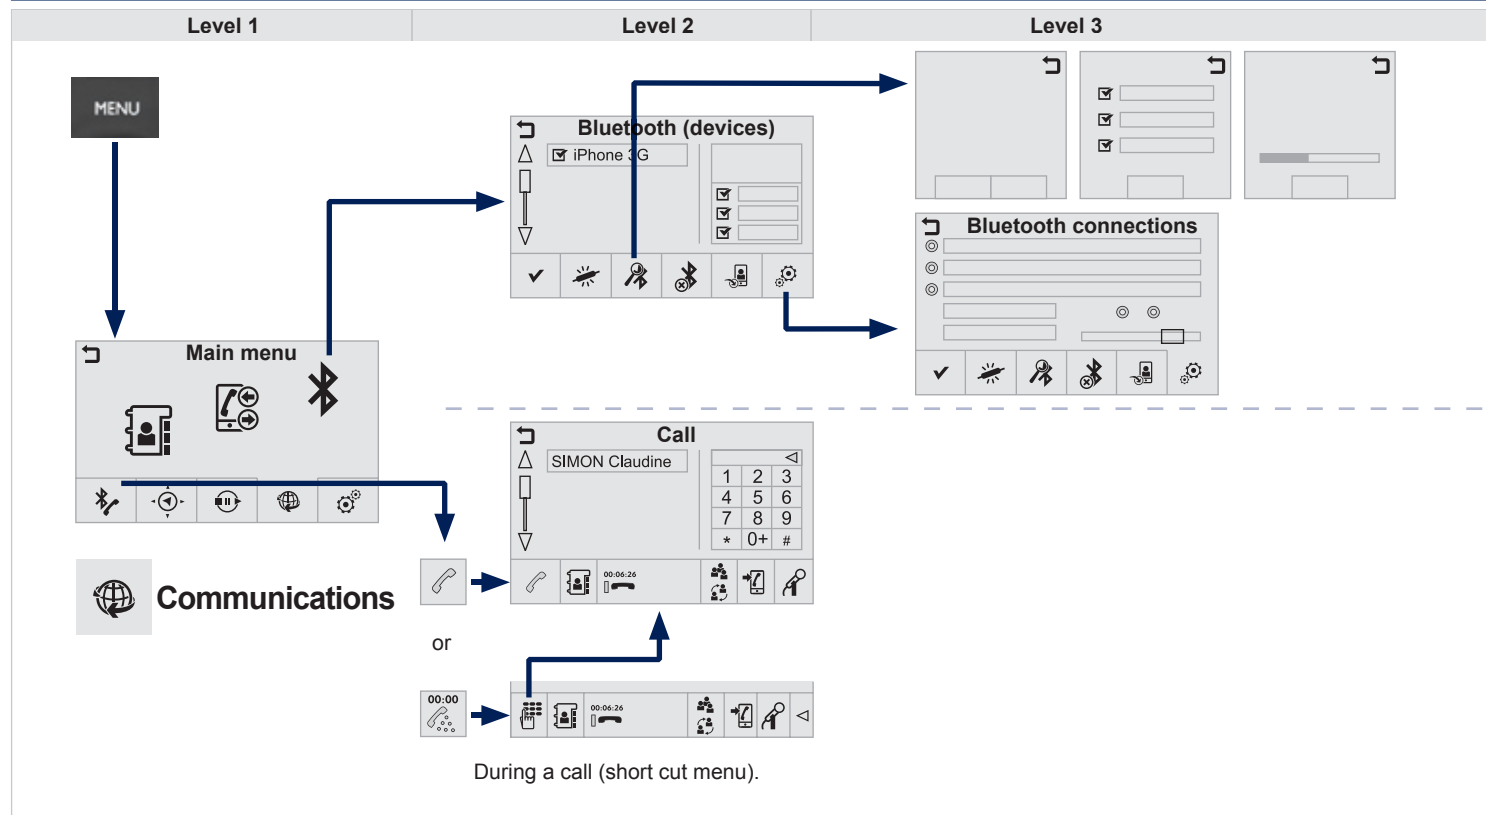 Level 1
Level 2
Level 3
MENU
Bluetooth (devices)
iPhone 3G
Bluetooth connections
Main menu
Call
SIMON Claudine
1 2 3
4 5 6
7 8 9
* 0+ #
00:06:26
Communications
or
00:00
00:06:26
During a call (short cut menu).